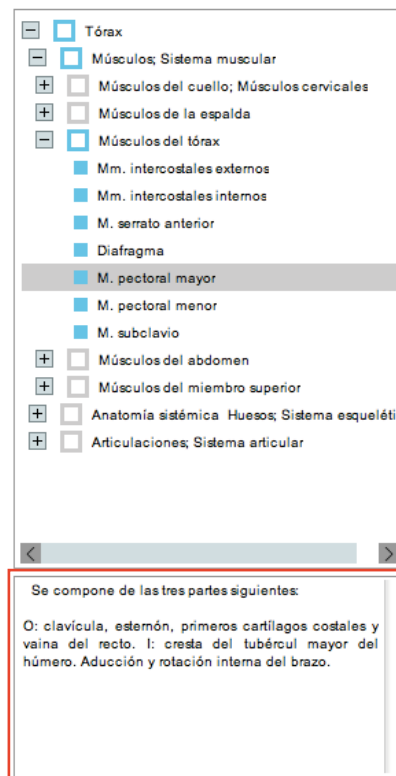 Tórax
Músculos; Sistema muscular
Músculos del cuello; Músculos cervicales
Músculos de la espalda
Músculos del tórax
Mm. intercostales externos
Mm. intercostales internos
M. serrato anterior
Diafragma
M. pectoral mayor
M. pectoral menor
M. subclavio
Músculos del abdomen
Músculos del miembro superior
Anatomía sistémica Huesos; Sistema esqueléti
Articulaciones; Sistema articular
Se compone de las tres partes siguientes:
O: clavícula, esternón, primeros cartílagos costales y
vaina del recto. I: cresta del tubércul mayor del
húmero. Aducción y rotación interna del brazo.